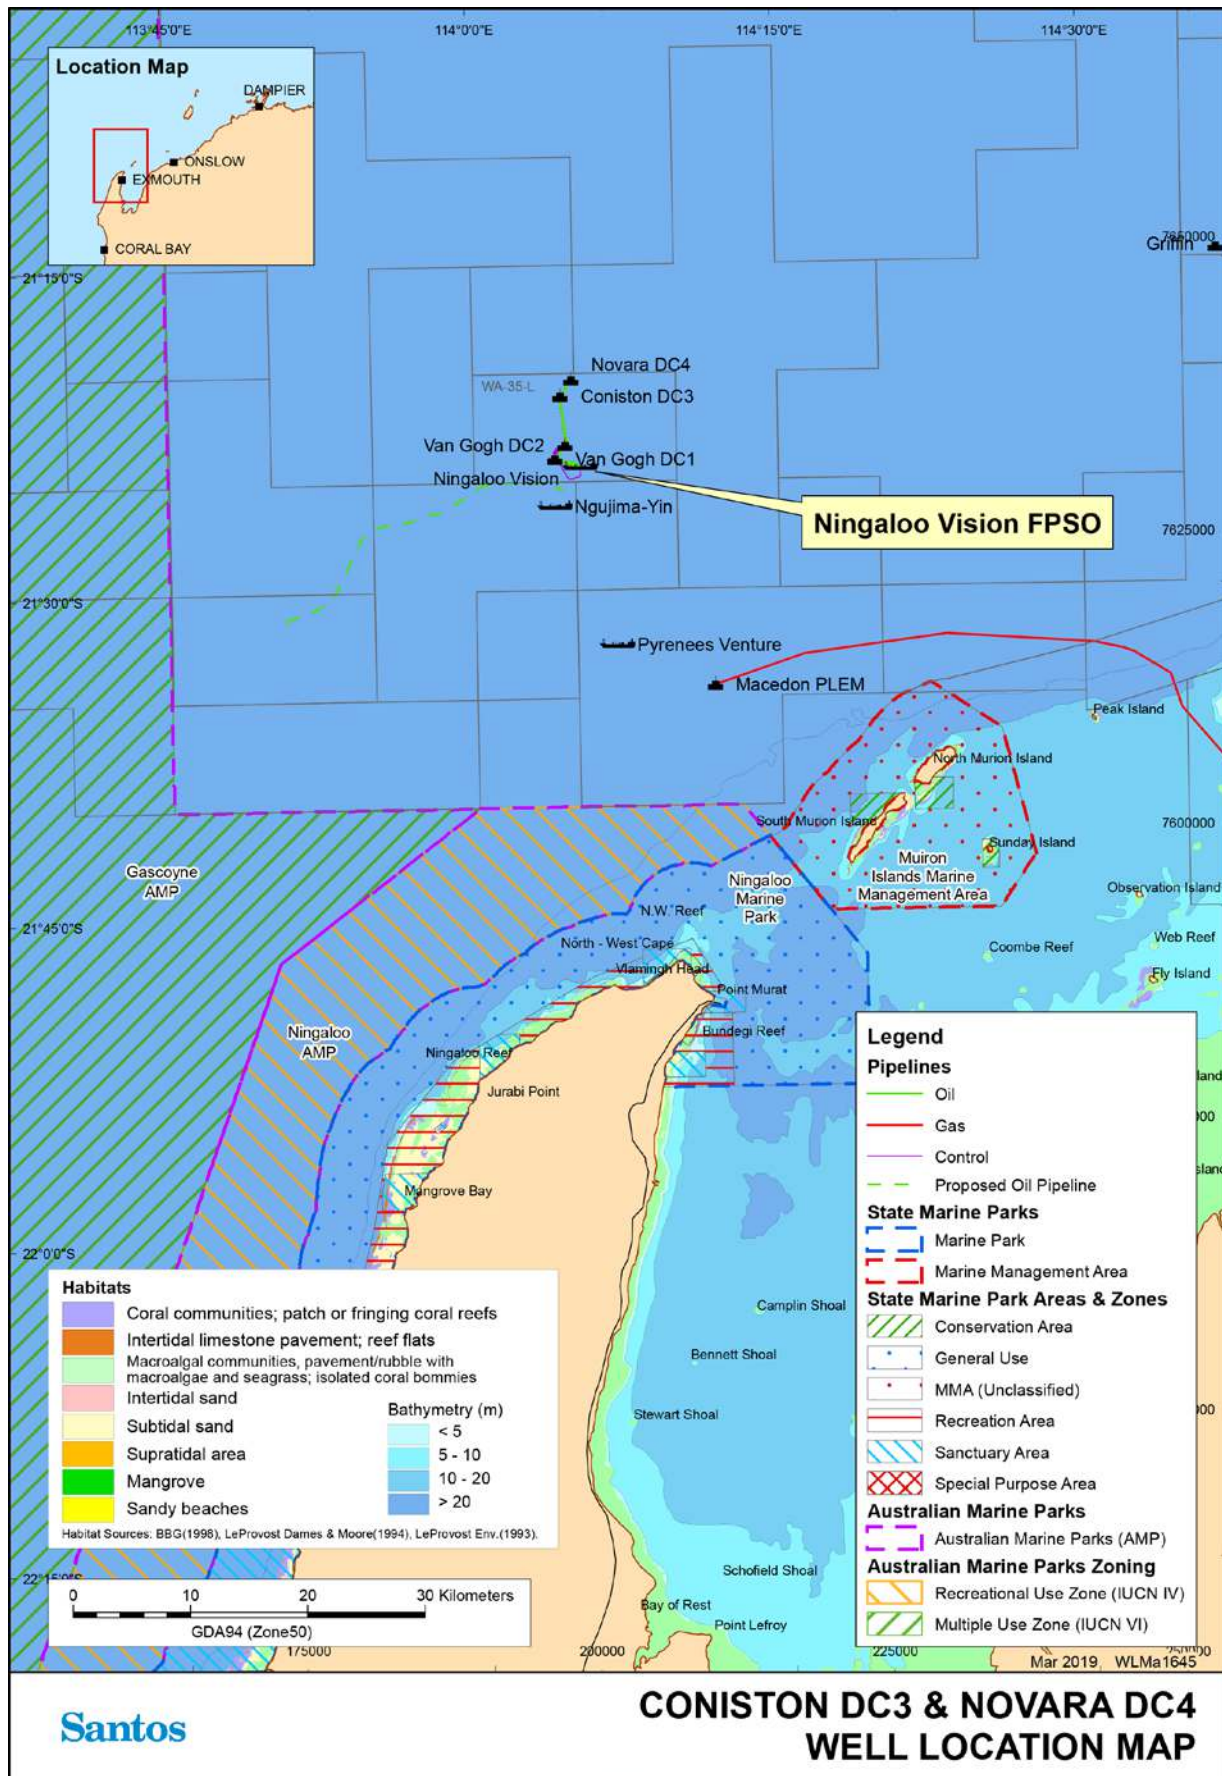 113°45'0"E
114°0'0"E
114°15'0"E
114°30'0"E
Location Map
DAMPIER
ONSLOW
EXMOUTH
CORAL BAY
7650000
Griffin
21°15'0"S
Novara DC4
WA-35-L
Coniston DC3
Van Gogh DC2
Van Gogh DC1
Ningaloo Vision
Ngujima-Yin
Ningaloo Vision FPSO
7625000
21°30'0"S
Pyrenees Venture
Macedon PLEM
Peak Island
North Murion Island
South Murion Island
7600000
Sunday Island
Gascoyne
AMP
Muiron
Islands Marine
Management Area
Ningaloo
Marine
Park
Observation Island
N.W. Reef
21°45'0"S
North - West Cape
Coombe Reef
Web Reef
Vlamingh Head
Fly Island
Point Murat
Ningaloo
AMP
Bundegi Reef
Ningaloo Reef
Jurabi Point
Mangrove Bay
22°0'0"S
Camplin Shoal
Bennett Shoal
Stewart Shoal
Schofield Shoal
Bay of Rest
Point Lefroy
22°15'0"S
Legend
Pipelines
Oil
Gas
Control
Proposed Oil Pipeline
State Marine Parks
Marine Park
Marine Management Area
State Marine Park Areas & Zones
Conservation Area
General Use
MMA (Unclassified)
Recreation Area
Sanctuary Area
Special Purpose Area
Australian Marine Parks
Australian Marine Parks (AMP)
Australian Marine Parks Zoning
Recreational Use Zone (IUCN IV)
Multiple Use Zone (IUCN VI)
Habitats
Coral communities; patch or fringing coral reefs
Intertidal limestone pavement; reef flats
Macroalgal communities, pavement/rubble with
macroalgae and seagrass; isolated coral bommies
Intertidal sand
Subtidal sand
Supratidal area
Mangrove
Sandy beaches
Bathymetry (m)
< 5
5 - 10
10 - 20
> 20
Habitat Sources: BBG(1998), LeProvost Dames & Moore(1994), LeProvost Env.(1993).
0 10 20 30 Kilometers
GDA94 (Zone50)
175000
200000
225000
Mar 2019 WLMa1645
Santos
CONISTON DC3 & NOVARA DC4
WELL LOCATION MAP